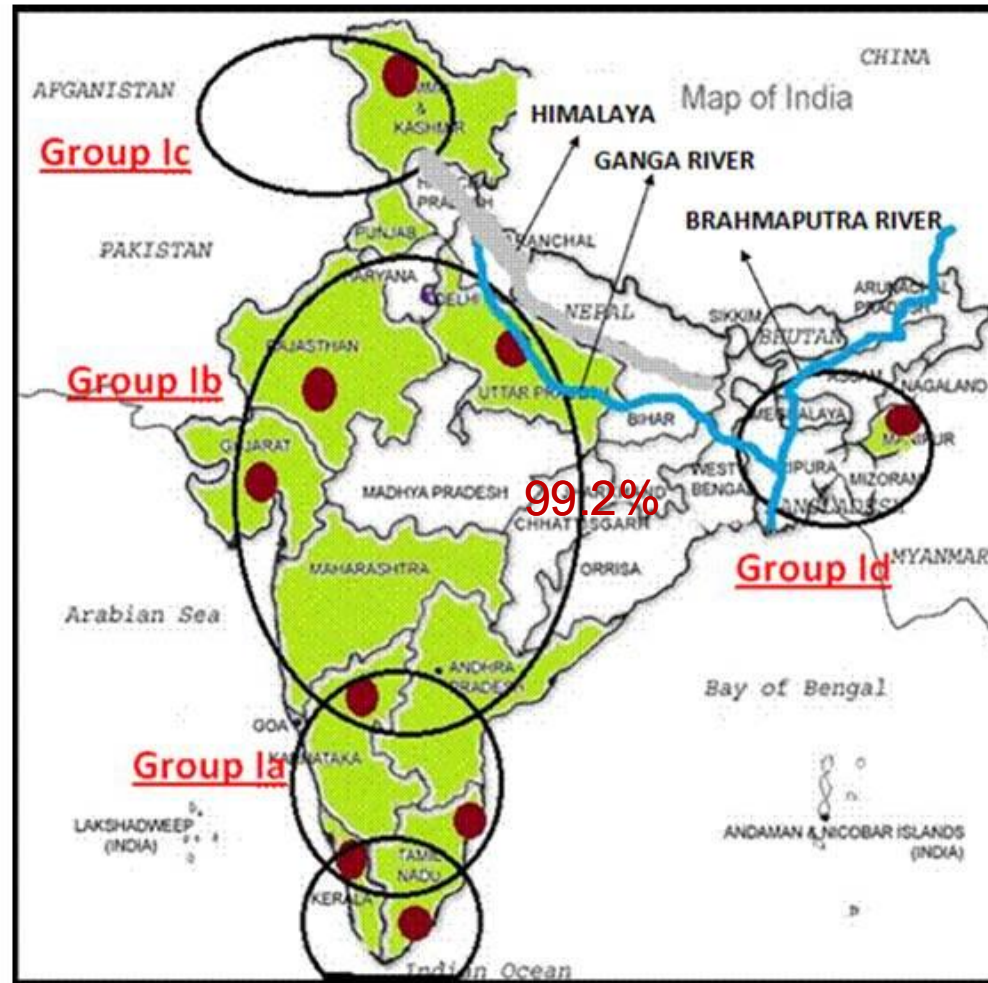 CHINA
AFGANISTAN
Map of India
HIMALAYA
&
KASHMIR
Group Ic
GANGA RIVER
BRAHMAPUTRA RIVER
PUNJAB
PAKISTAN
RANCHAL
ARUNACHAL
PRADESH
HARYANA
DELHI
NEPAL
SIKKIM
BHUTAN
RAJASTHAN
ASSAM
NAGALAND
Group Ib
UTTAR PRADESH
BIHAR
MEGHALAYA
MANIPUR
GUJARAT
WEST
BENGAL
RIPURA
MIZORAM
MADHYA PRADESH
99.2%
CHHATTISGARH
ANGLADESH
MAHARASHTRA
ORRISA
Group Id
MYANMAR
Arabian Sea
ANDHRA
PRADESH
Bay of Bengal
GOA
KARNATAKA
Group Ia
LAKSHADWEEP
(INDIA)
ANDAMAN & NICOBAR ISLANDS
(INDIA)
TAMIL
NADU
KERALA
Indian Ocean